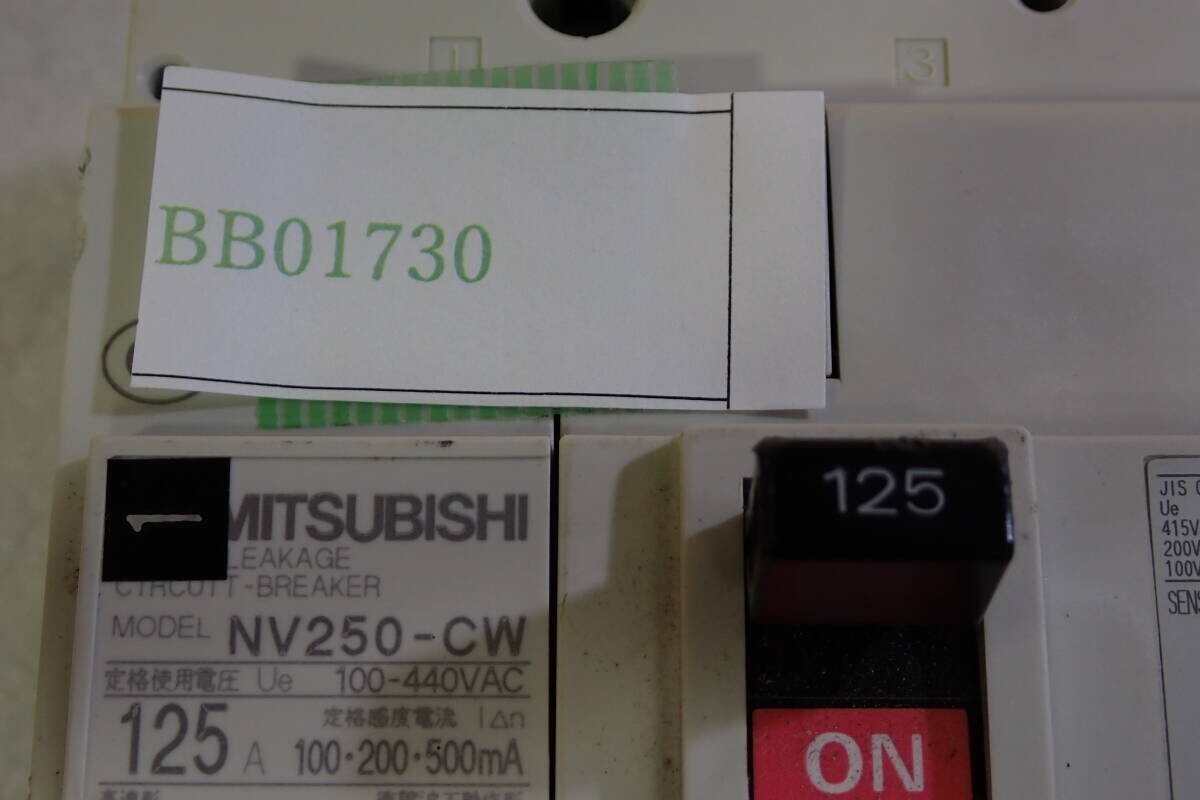 1
3
BB01730
1
MITSUBISHI
LEAKAGE
CIRCUIT-BREAKER
MODEL NV250-CW
定格使用電圧 Ue 100-440VAC
125 A
定格感度電流 I△n
100・200・500mA
125
ON
JIS
Ue
415V
200V
100V
SENS